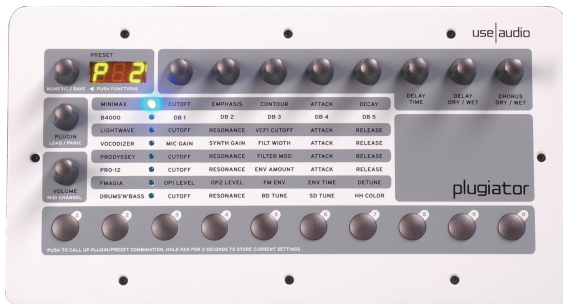 use|audio
PRESET
P 2
NUMERIC / SAVE ◀ PUSH FUNCTIONS
DELAY TIME
DELAY DRY / WET
CHORUS DRY / WET
MINIMAX CUTOFF EMPHASIS CONTOUR ATTACK DECAY
B4000 DB 1 DB 2 DB 3 DB 4 DB 5
LIGHTWAVE CUTOFF RESONANCE VCF1 CUTOFF ATTACK RELEASE
VOCODIZER MIC GAIN SYNTH GAIN FILT WIDTH ATTACK RELEASE
PRODYSSEY CUTOFF RESONANCE FILTER MOD ATTACK RELEASE
PRO-12 CUTOFF RESONANCE ENV AMOUNT ATTACK RELEASE
FMAGIA OP1 LEVEL OP2 LEVEL FM ENV ENV TIME DETUNE
DRUMS'N'BASS CUTOFF RESONANCE BD TUNE SD TUNE HH COLOR
PLUGIN
LOAD / PANIC
VOLUME
MIDI CHANNEL
plugiator
1 2 3 4 5 6 7 8 9 0
PUSH TO CALL UP PLUGIN/PRESET COMBINATION, HOLD PAD FOR 3 SECONDS TO STORE CURRENT SETTINGS